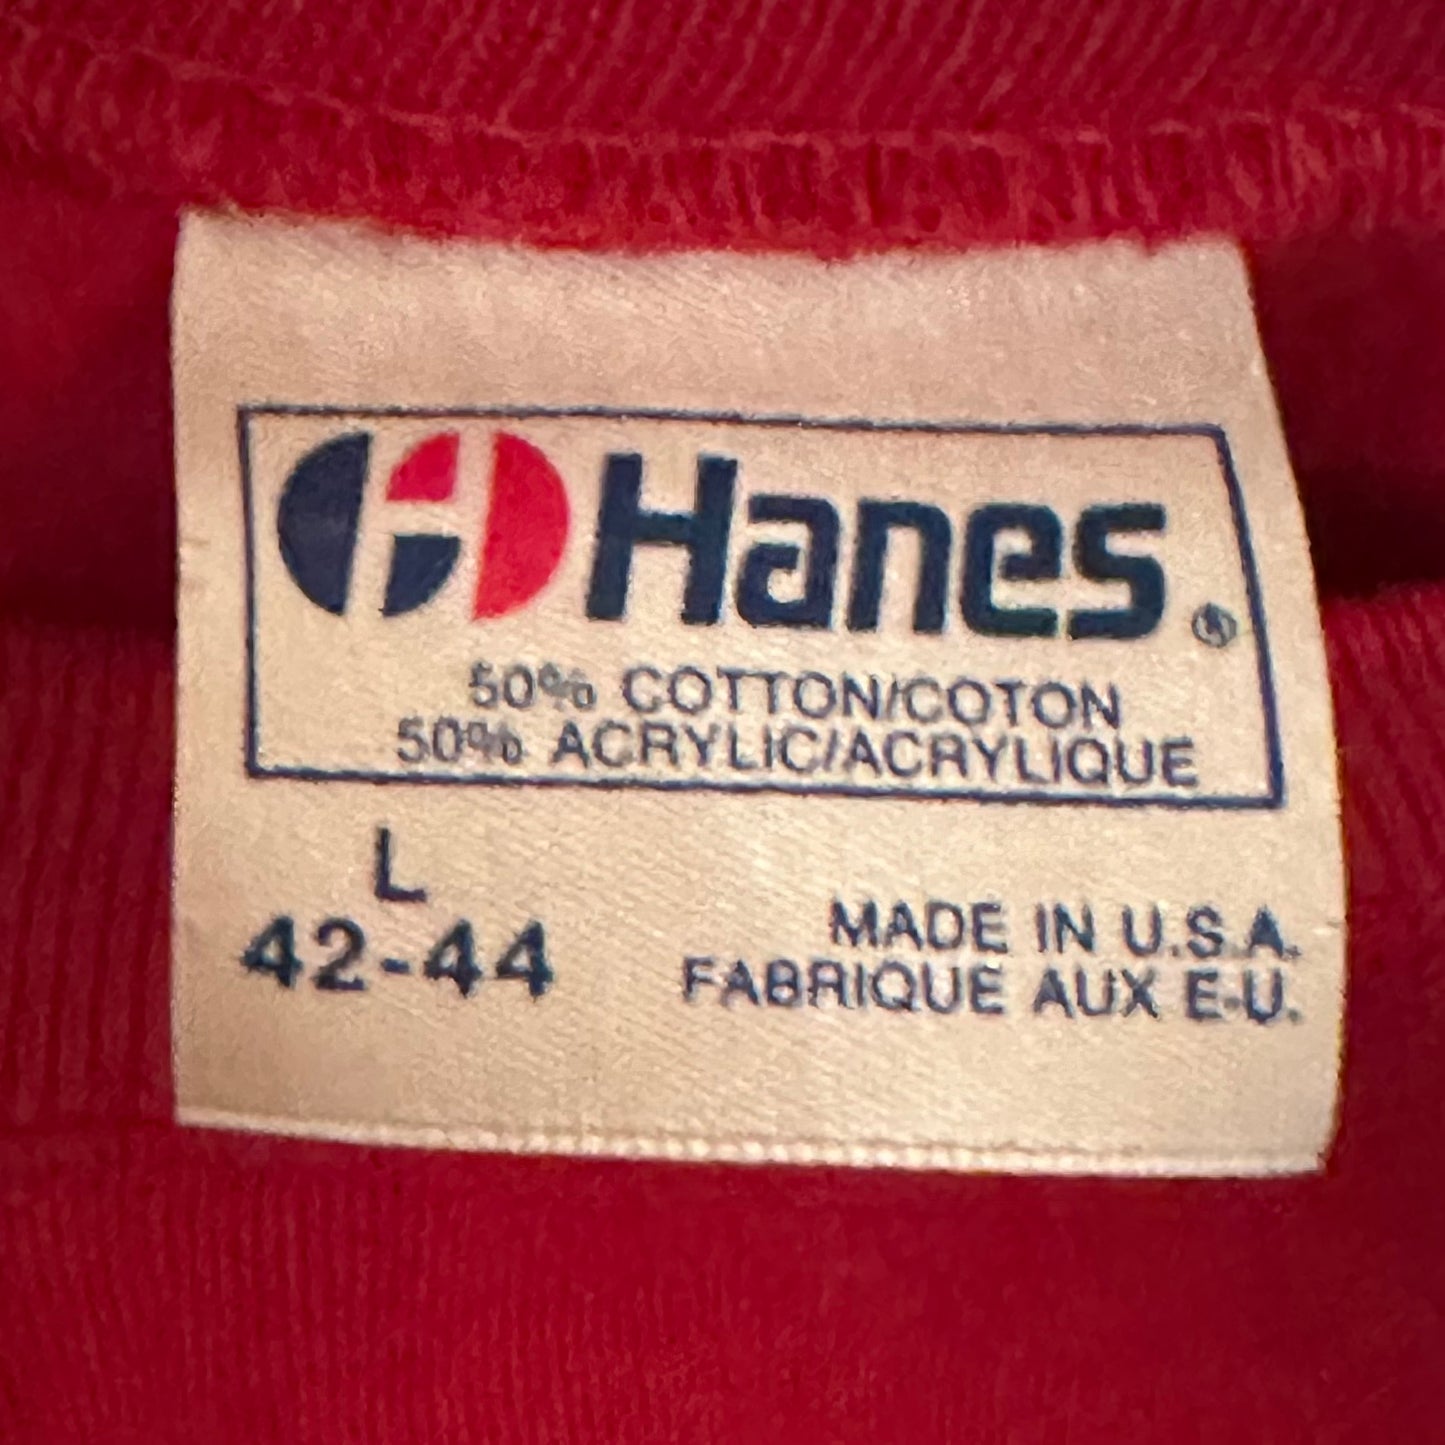 Hanes®
50% COTTON/COTON
50% ACRYLIC/ACRYLIQUE
L
42-44
MADE IN U.S.A.
FABRIQUE AUX E-U.